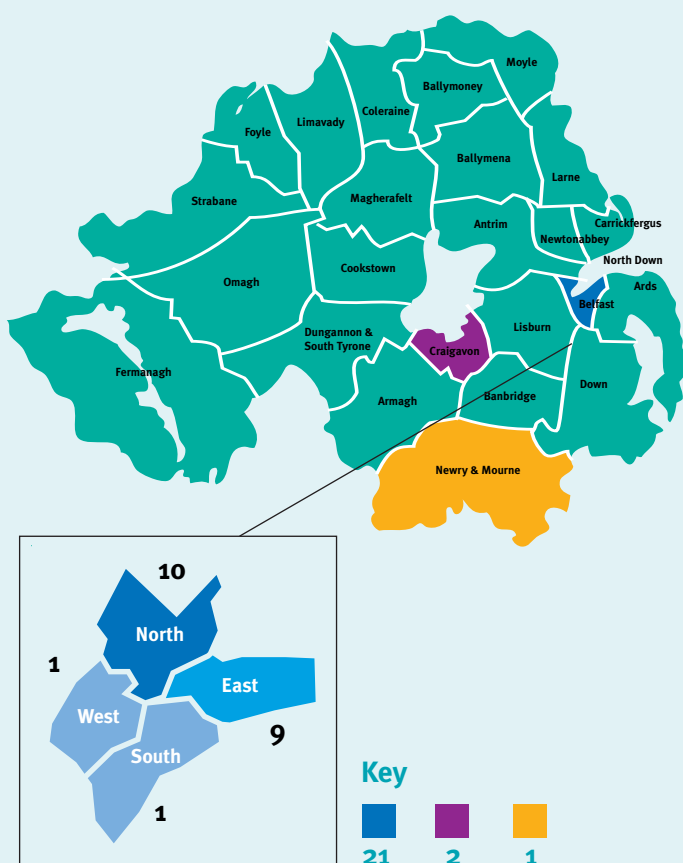 Moyle
Ballymoney
Coleraine
Limavady
Foyle
Ballymena
Larne
Strabane
Magherafelt
Antrim
Carrickfergus
Newtonabbey
North Down
Cookstown
Omagh
Ards
Belfast
Lisburn
Dungannon &
South Tyrone
Craigavon
Fermanagh
Down
Banbridge
Armagh
Newry & Mourne
10
North
1
East
West
9
South
1
Key
21
2
1